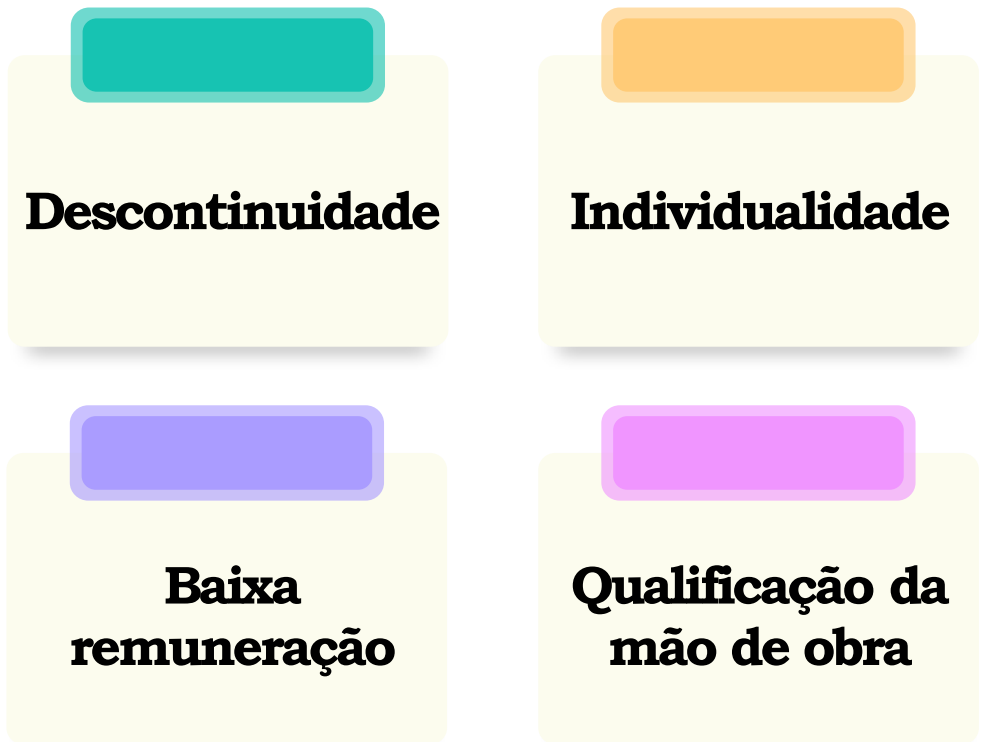 Descontinuidade
Individualidade
Baixa
remuneração
Qualificação da
mão de obra